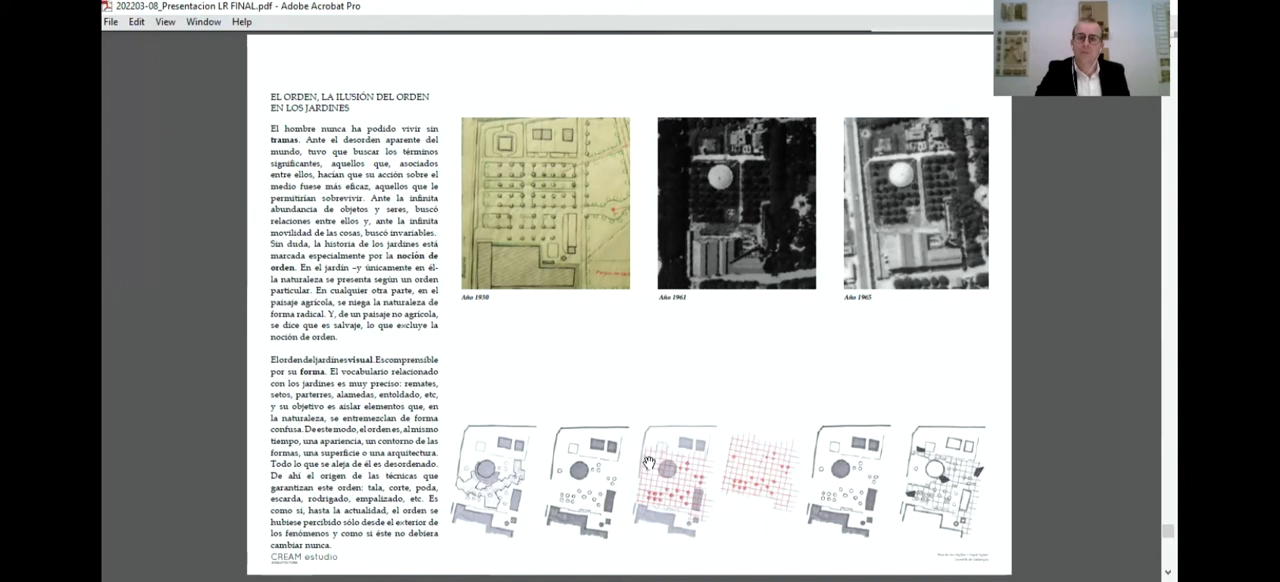 202203-08_Presentacion LR FINAL.pdf - Adobe Acrobat Pro
File Edit View Window Help
EL ORDEN, LA ILUSIÓN DEL ORDEN
EN LOS JARDINES
El hombre nunca ha podido vivir sin
tramas. Ante el desorden aparente del
mundo, tuvo que buscar los términos
significantes, aquellos que, asociados
entre ellos, hacían que su acción sobre el
medio fuese más eficaz, aquellos que le
permitirían sobrevivir. Ante la infinita
abundancia de objetos y seres, buscó
relaciones entre ellos y, ante la infinita
movilidad de las cosas, buscó invariables.
Sin duda, la historia de los jardines está
marcada especialmente por la noción de
orden. En el jardín –y únicamente en él-
la naturaleza se presenta según un orden
particular. En cualquier otra parte, en el
paisaje agrícola, se niega la naturaleza de
forma radical. Y, de un paisaje no agrícola,
se dice que es salvaje, lo que excluye la
noción de orden.
El orden del jardín es visual. Es comprensible
por su forma. El vocabulario relacionado
con los jardines es muy preciso: remates,
setos, parterres, alamedas, entoldado, etc,
y su objetivo es aislar elementos que, en
la naturaleza, se entremezclan de forma
confusa. De este modo, el orden es, al mismo
tiempo, una apariencia, un contorno de las
formas, una superficie o una arquitectura.
Todo lo que se aleja de él es desordenado.
De ahí el origen de las técnicas que
garantizan este orden: tala, corte, poda,
escarda, rodrigado, empalizado, etc. Es
como si, hasta la actualidad, el orden se
hubiese percibido sólo desde el exterior de
los fenómenos y como si éste no debiera
cambiar nunca.
CREAM estudio
ARQUITECTURA
Año 1930
Año 1961
Año 1965